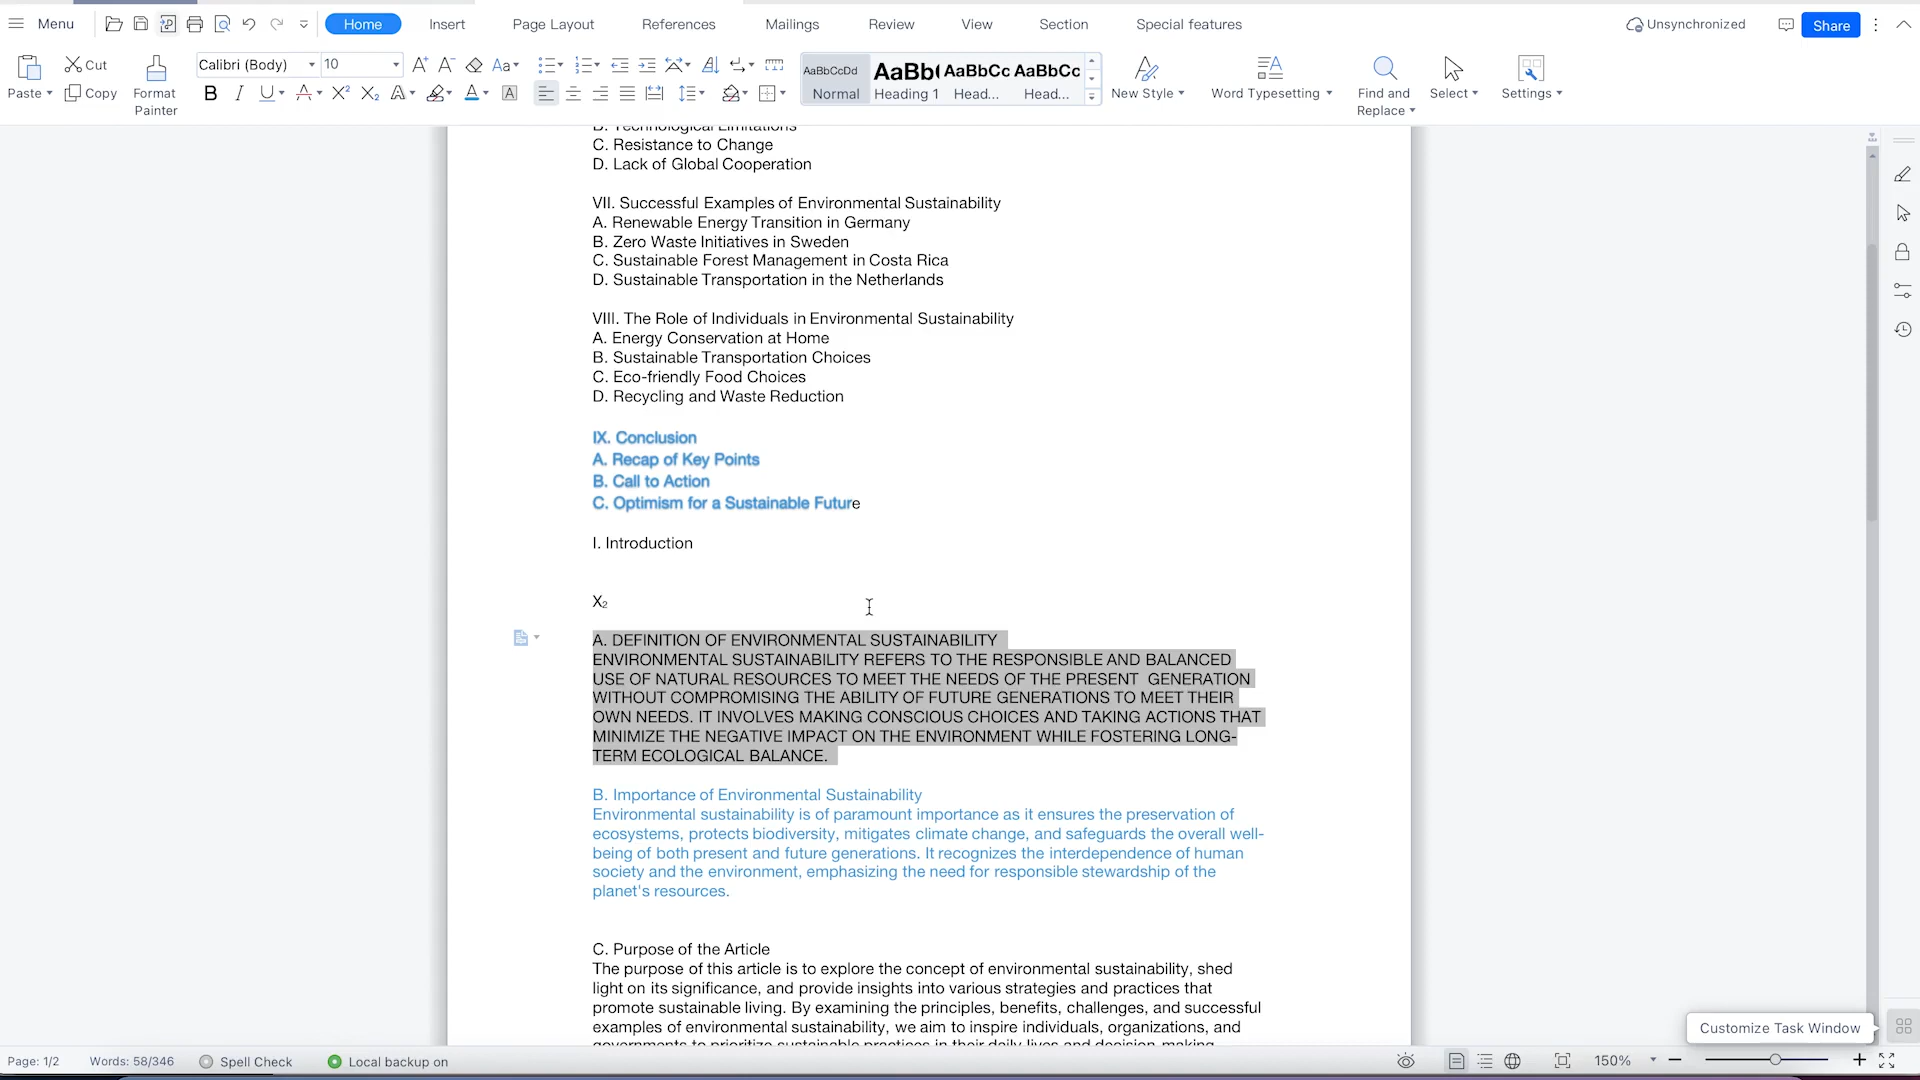 Menu
Home
Insert
Page Layout
References
Mailings
Review
View
Section
Special features
Unsynchronized
Share
Paste
Cut
Copy
Format
Painter
Calibri (Body)
10
AaBbCcDd
Normal
AaBb(
Heading 1
AaBbCc
Head...
AaBbCc
Head...
New Style
Word Typesetting
Find and
Replace
Select
Settings
B. Technological Limitations
C. Resistance to Change
D. Lack of Global Cooperation
VII. Successful Examples of Environmental Sustainability
A. Renewable Energy Transition in Germany
B. Zero Waste Initiatives in Sweden
C. Sustainable Forest Management in Costa Rica
D. Sustainable Transportation in the Netherlands
VIII. The Role of Individuals in Environmental Sustainability
A. Energy Conservation at Home
B. Sustainable Transportation Choices
C. Eco-friendly Food Choices
D. Recycling and Waste Reduction
IX. Conclusion
A. Recap of Key Points
B. Call to Action
C. Optimism for a Sustainable Future
I. Introduction
X₂
A. DEFINITION OF ENVIRONMENTAL SUSTAINABILITY
ENVIRONMENTAL SUSTAINABILITY REFERS TO THE RESPONSIBLE AND BALANCED
USE OF NATURAL RESOURCES TO MEET THE NEEDS OF THE PRESENT GENERATION
WITHOUT COMPROMISING THE ABILITY OF FUTURE GENERATIONS TO MEET THEIR
OWN NEEDS. IT INVOLVES MAKING CONSCIOUS CHOICES AND TAKING ACTIONS THAT
MINIMIZE THE NEGATIVE IMPACT ON THE ENVIRONMENT WHILE FOSTERING LONG-
TERM ECOLOGICAL BALANCE.
B. Importance of Environmental Sustainability
Environmental sustainability is of paramount importance as it ensures the preservation of
ecosystems, protects biodiversity, mitigates climate change, and safeguards the overall well-
being of both present and future generations. It recognizes the interdependence of human
society and the environment, emphasizing the need for responsible stewardship of the
planet's resources.
C. Purpose of the Article
The purpose of this article is to explore the concept of environmental sustainability, shed
light on its significance, and provide insights into various strategies and practices that
promote sustainable living. By examining the principles, benefits, challenges, and successful
examples of environmental sustainability, we aim to inspire individuals, organizations, and
governments to prioritize sustainable practices in their daily lives and decision-making
Customize Task Window
Page: 1/2
Words: 58/346
Spell Check
Local backup on
150%